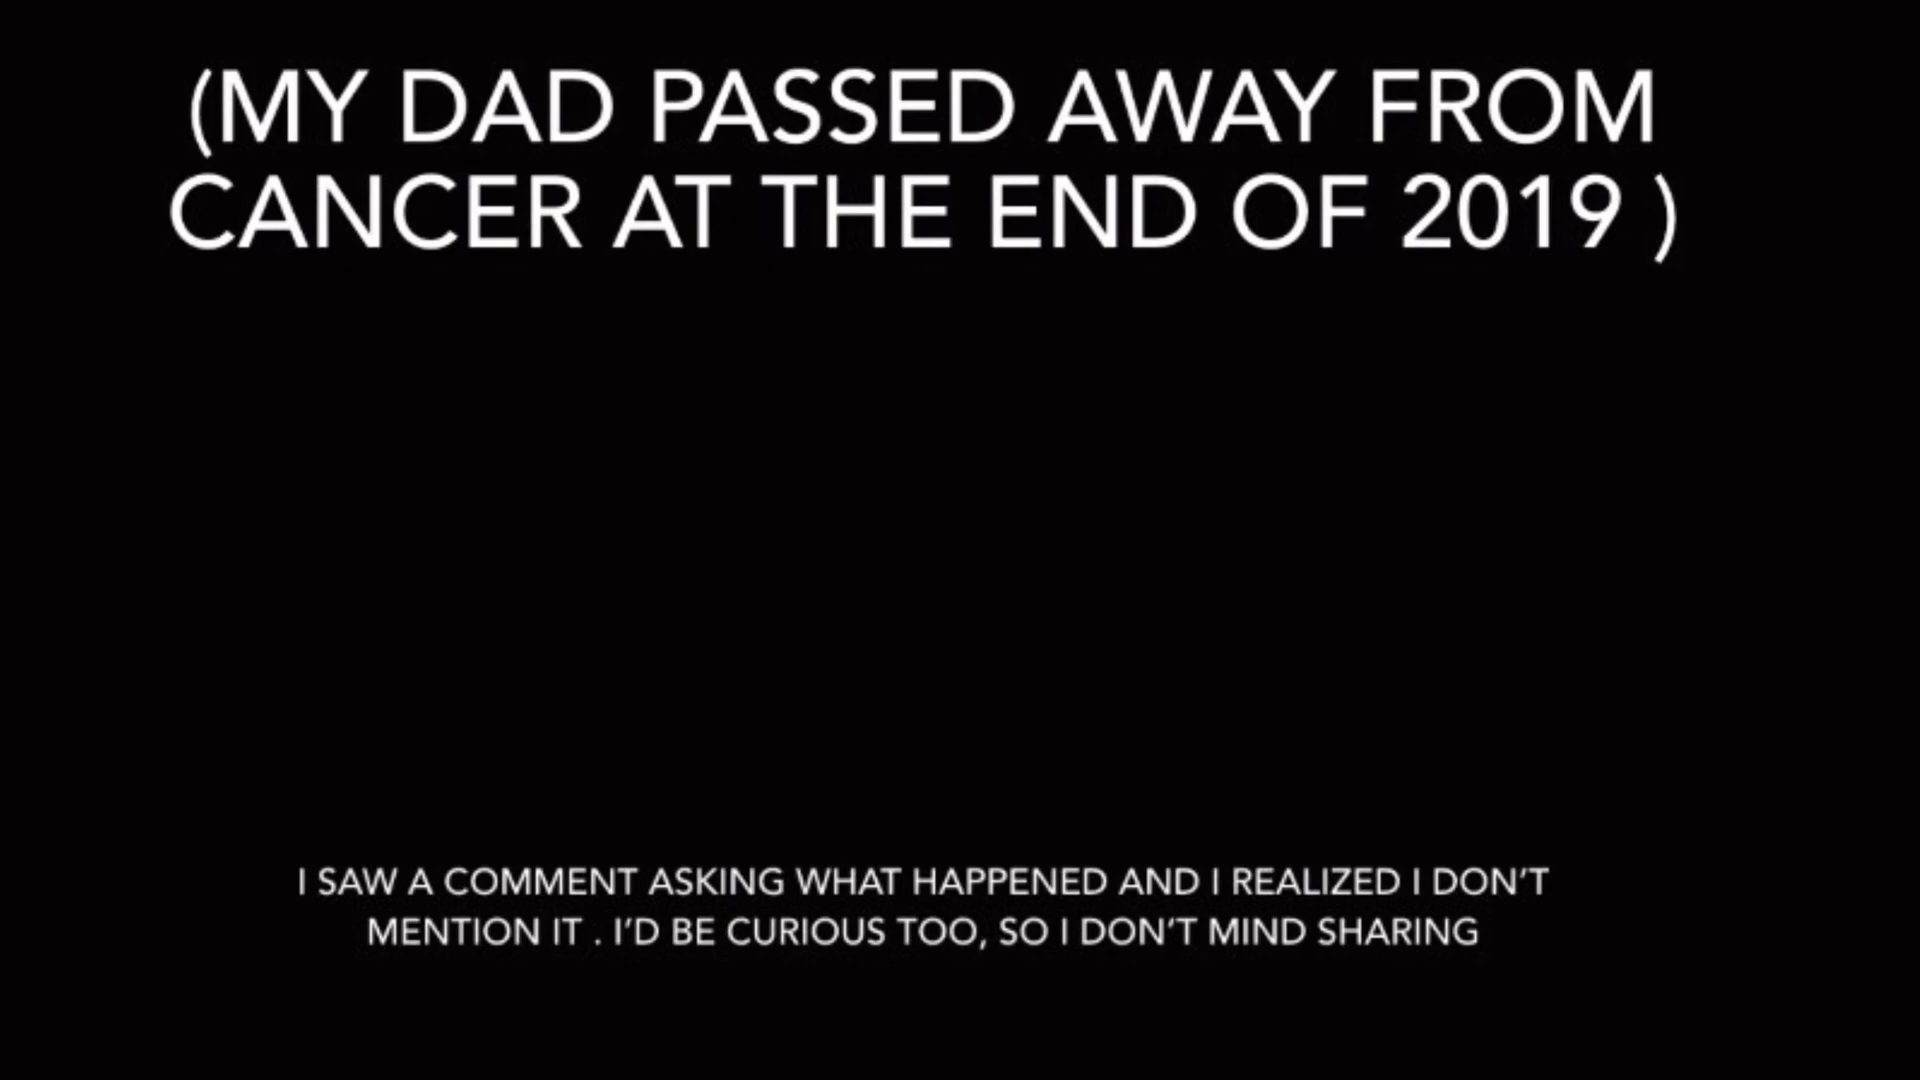 (MY DAD PASSED AWAY FROM
CANCER AT THE END OF 2019 )
I SAW A COMMENT ASKING WHAT HAPPENED AND I REALIZED I DON’T
MENTION IT . I’D BE CURIOUS TOO, SO I DON’T MIND SHARING